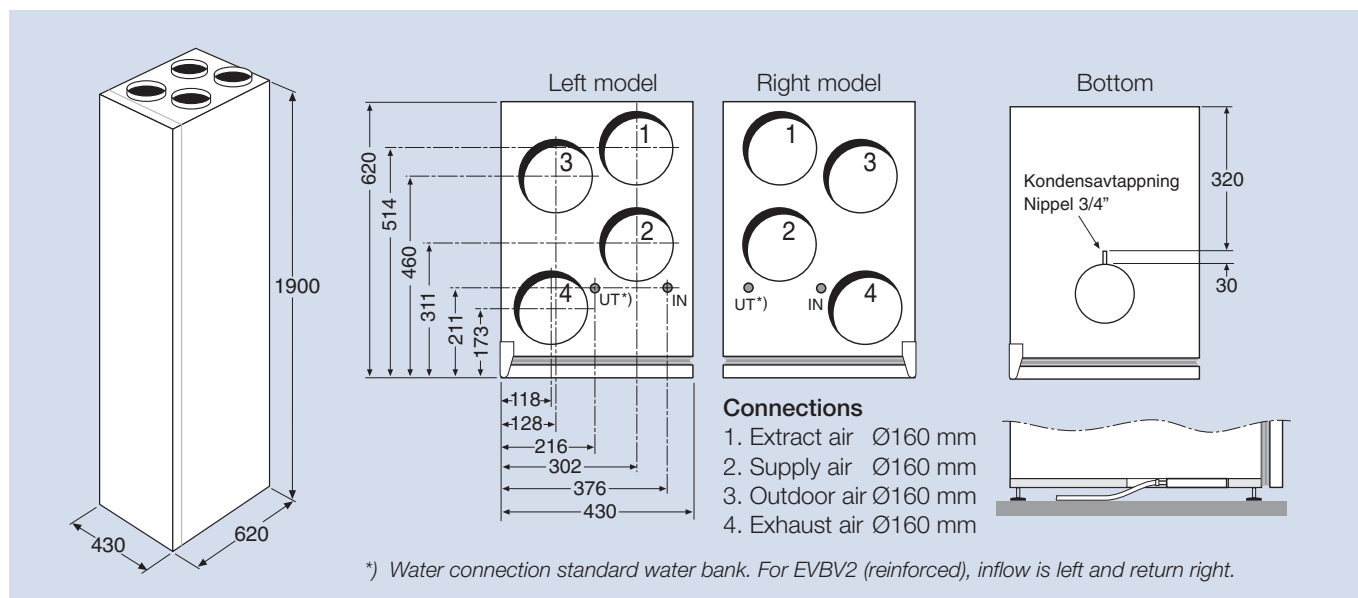 Left model
Right model
Bottom
1
3
2
4
UT*)
IN
1
3
2
4
UT*)
IN
620
514
460
311
211
173
118
128
216
302
376
430
1900
430
620
Kondensavtappning
Nippel 3/4”
320
30
Connections
1. Extract air Ø160 mm
2. Supply air Ø160 mm
3. Outdoor air Ø160 mm
4. Exhaust air Ø160 mm
*) Water connection standard water bank. For EVBV2 (reinforced), inflow is left and return right.